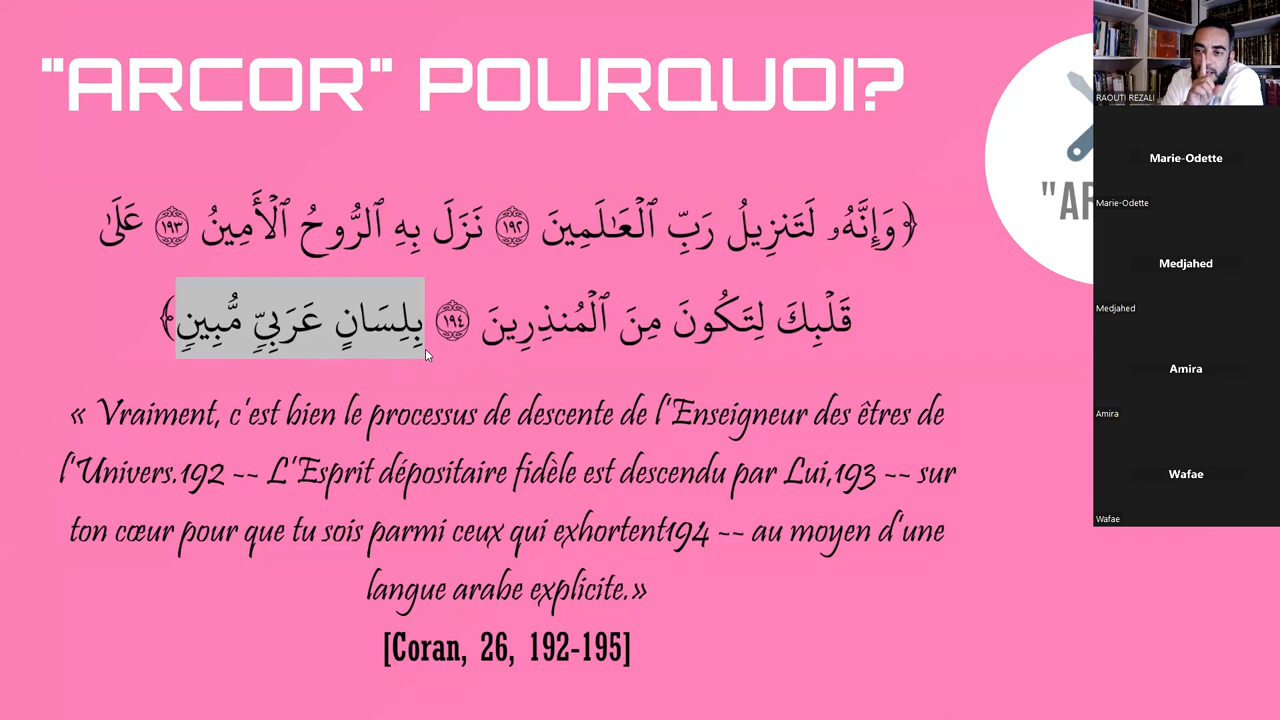 "ARCOR" POURQUOI?
﴿وَإِنَّهُۥ لَتَنزِيلُ رَبِّ ٱلْعَـٰلَمِينَ ١٩٢ نَزَلَ بِهِ ٱلرُّوحُ ٱلْأَمِينُ ١٩٣ عَلَىٰ
قَلْبِكَ لِتَكُونَ مِنَ ٱلْمُنذِرِينَ ١٩٤ بِلِسَانٍ عَرَبِىٍّ مُّبِينٍ﴾
« Vraiment, c'est bien le processus de descente de l'Enseigneur des êtres de
l'Univers.192 -- L'Esprit dépositaire fidèle est descendu par Lui,193 -- sur
ton cœur pour que tu sois parmi ceux qui exhortent194 -- au moyen d'une
langue arabe explicite.»
[Coran, 26, 192-195]
"AR
RAOUTI REZALI
Marie-Odette
Marie-Odette
Medjahed
Medjahed
Amira
Amira
Wafae
Wafae